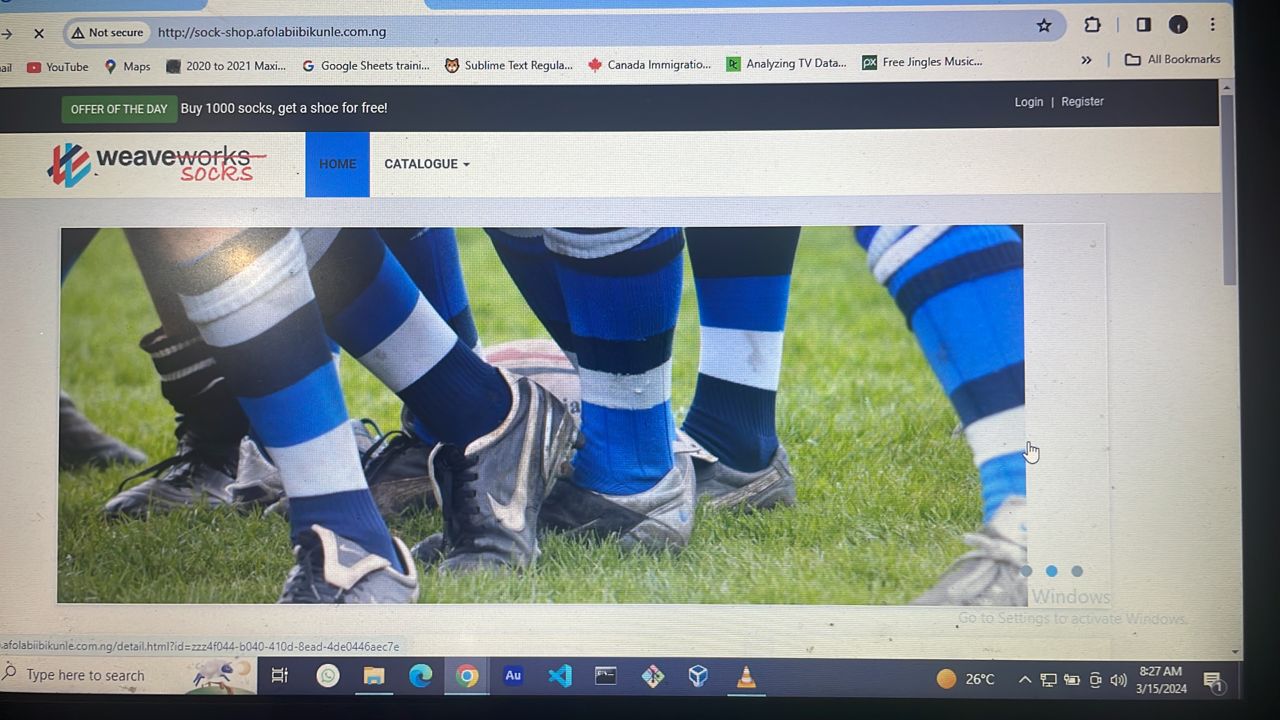 Not secure http://sock-shop.afolabiibikunle.com.ng
ail YouTube Maps 2020 to 2021 Maxi... Google Sheets traini... Sublime Text Regula... Canada Immigratio... Analyzing TV Data... Free Jingles Music... » All Bookmarks
OFFER OF THE DAY Buy 1000 socks, get a shoe for free! Login | Register
weaveworks
socks
HOME CATALOGUE
Windows
Go to Settings to activate Windows.
.afolabiibikunle.com.ng/detail.html?id=zzz4f044-b040-410d-8ead-4de0446aec7e
Type here to search Au 26°C 8:27 AM
3/15/2024 1